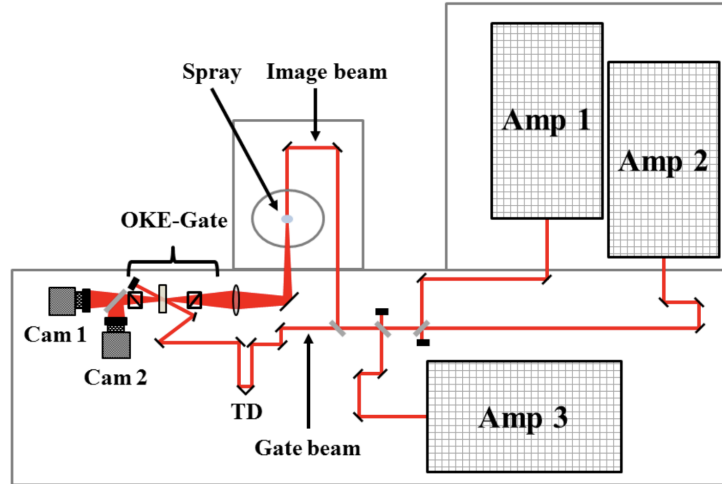 Spray
Image beam
Amp 1
Amp 2
OKE-Gate
Cam 1
Cam 2
TD
Gate beam
Amp 3